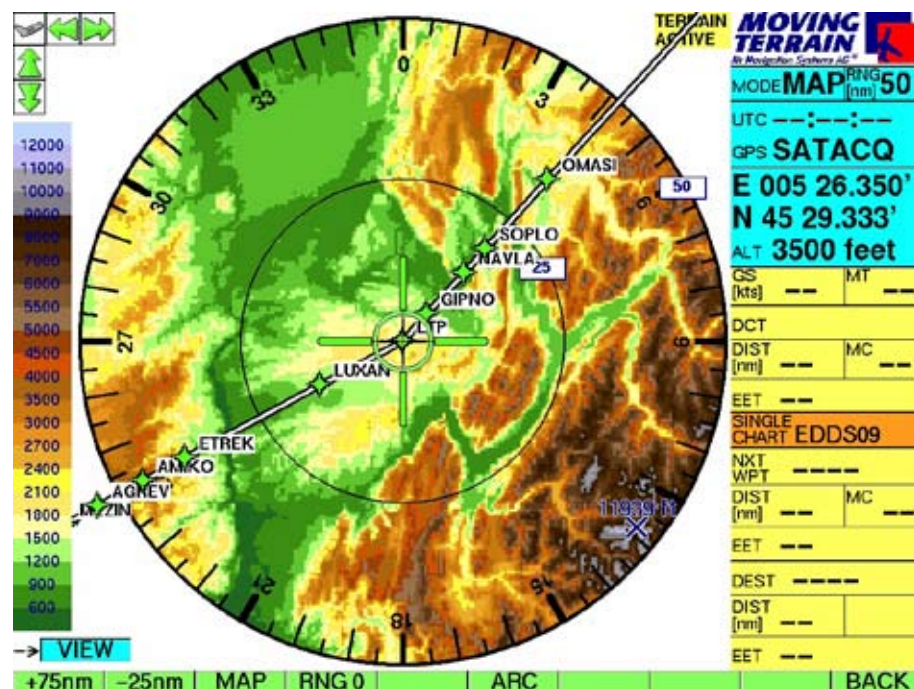 TERRAIN
ACTIVE
MOVING
TERRAIN
Air Navigation Systems AG
MODE MAP RNG [nm] 50
UTC --:--:--
GPS SATACQ
E 005 26.350'
N 45 29.333'
ALT 3500 feet
GS [kts] -- MT --
DCT
DIST [nm] -- MC --
EET --
SINGLE CHART EDDS09
NXT WPT ----
DIST [nm] -- MC --
EET --
DEST ----
DIST [nm] --
EET --
12000
11000
10000
9000
8000
7000
6000
5500
5000
4500
4000
3500
3000
2700
2400
2100
1800
1500
1200
900
600
0
3
6
9
15
18
21
27
30
33
50
25
OMASI
SOPLO
NAVLA
GIPNO
LTP
LUXAN
ETREK
AMIKO
AGNEV
MEZIN
11939 ft
VIEW
+75nm -25nm MAP RNG 0 ARC BACK